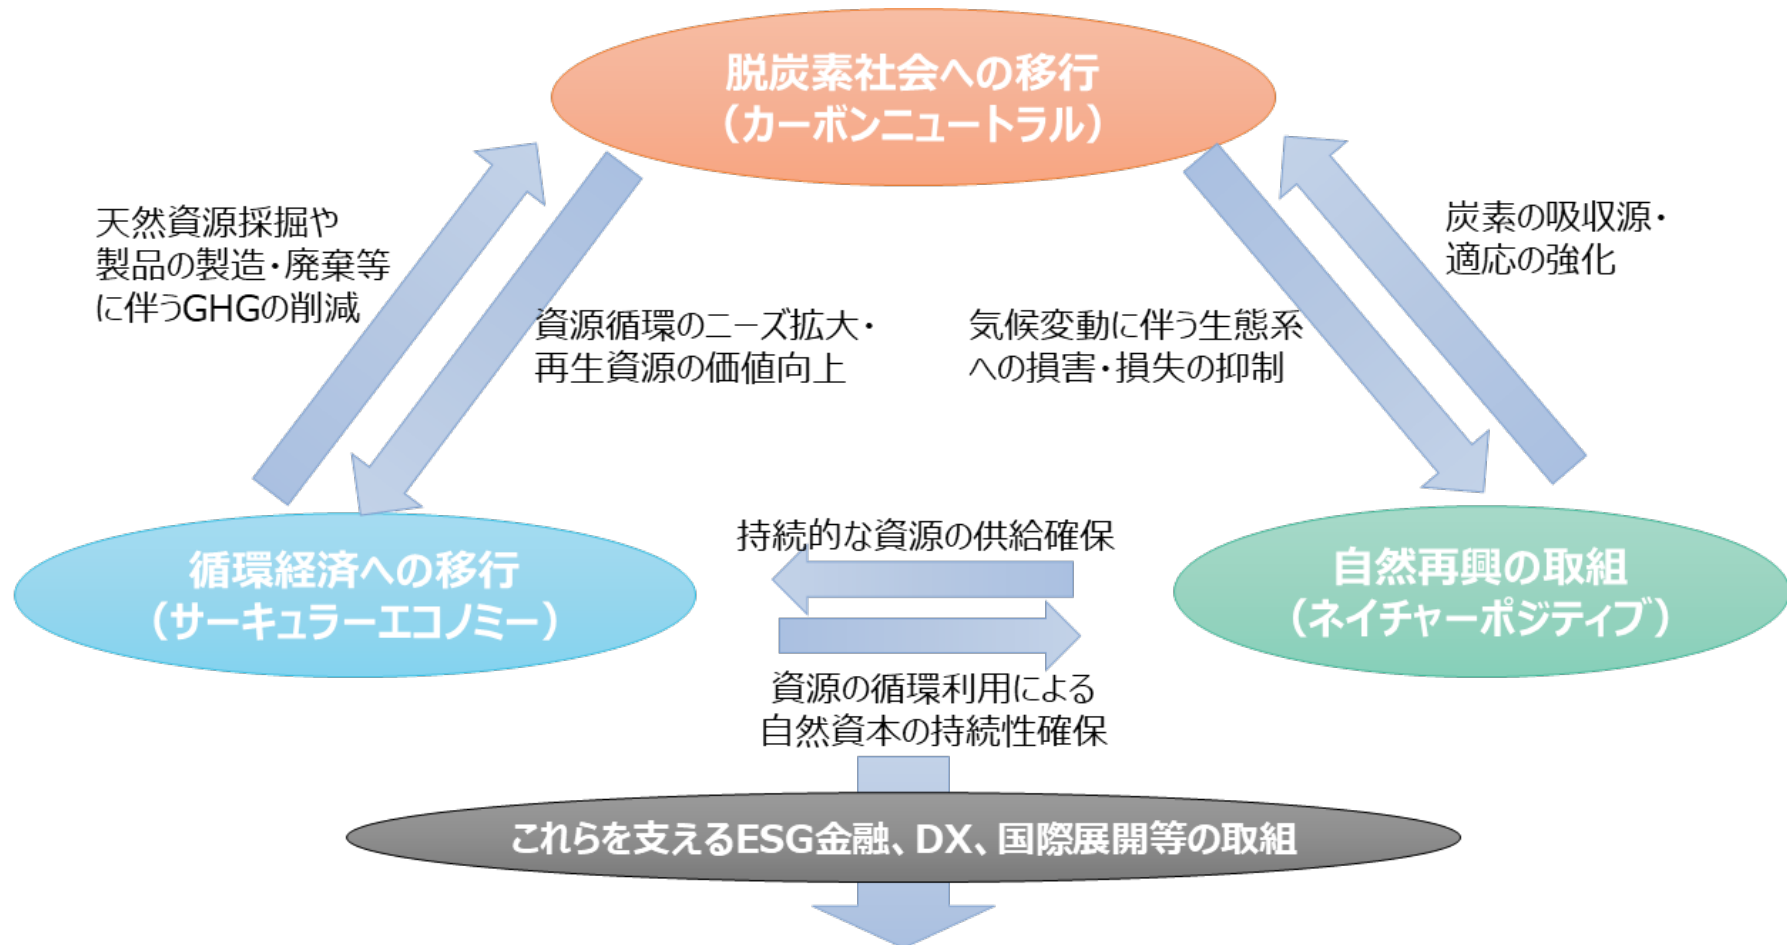 脱炭素社会への移行
（カーボンニュートラル）
天然資源採掘や
製品の製造・廃棄等
に伴うGHGの削減
炭素の吸収源・
適応の強化
資源循環のニーズ拡大・
再生資源の価値向上
気候変動に伴う生態系
への損害・損失の抑制
循環経済への移行
（サーキュラーエコノミー）
持続的な資源の供給確保
自然再興の取組
（ネイチャーポジティブ）
資源の循環利用による
自然資本の持続性確保
これらを支えるESG金融、DX、国際展開等の取組